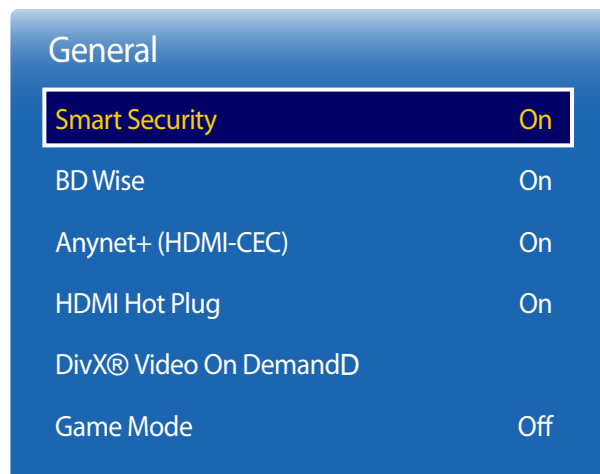 General
Smart Security On
BD Wise On
Anynet+ (HDMI-CEC) On
HDMI Hot Plug On
DivX® Video On DemandD
Game Mode Off